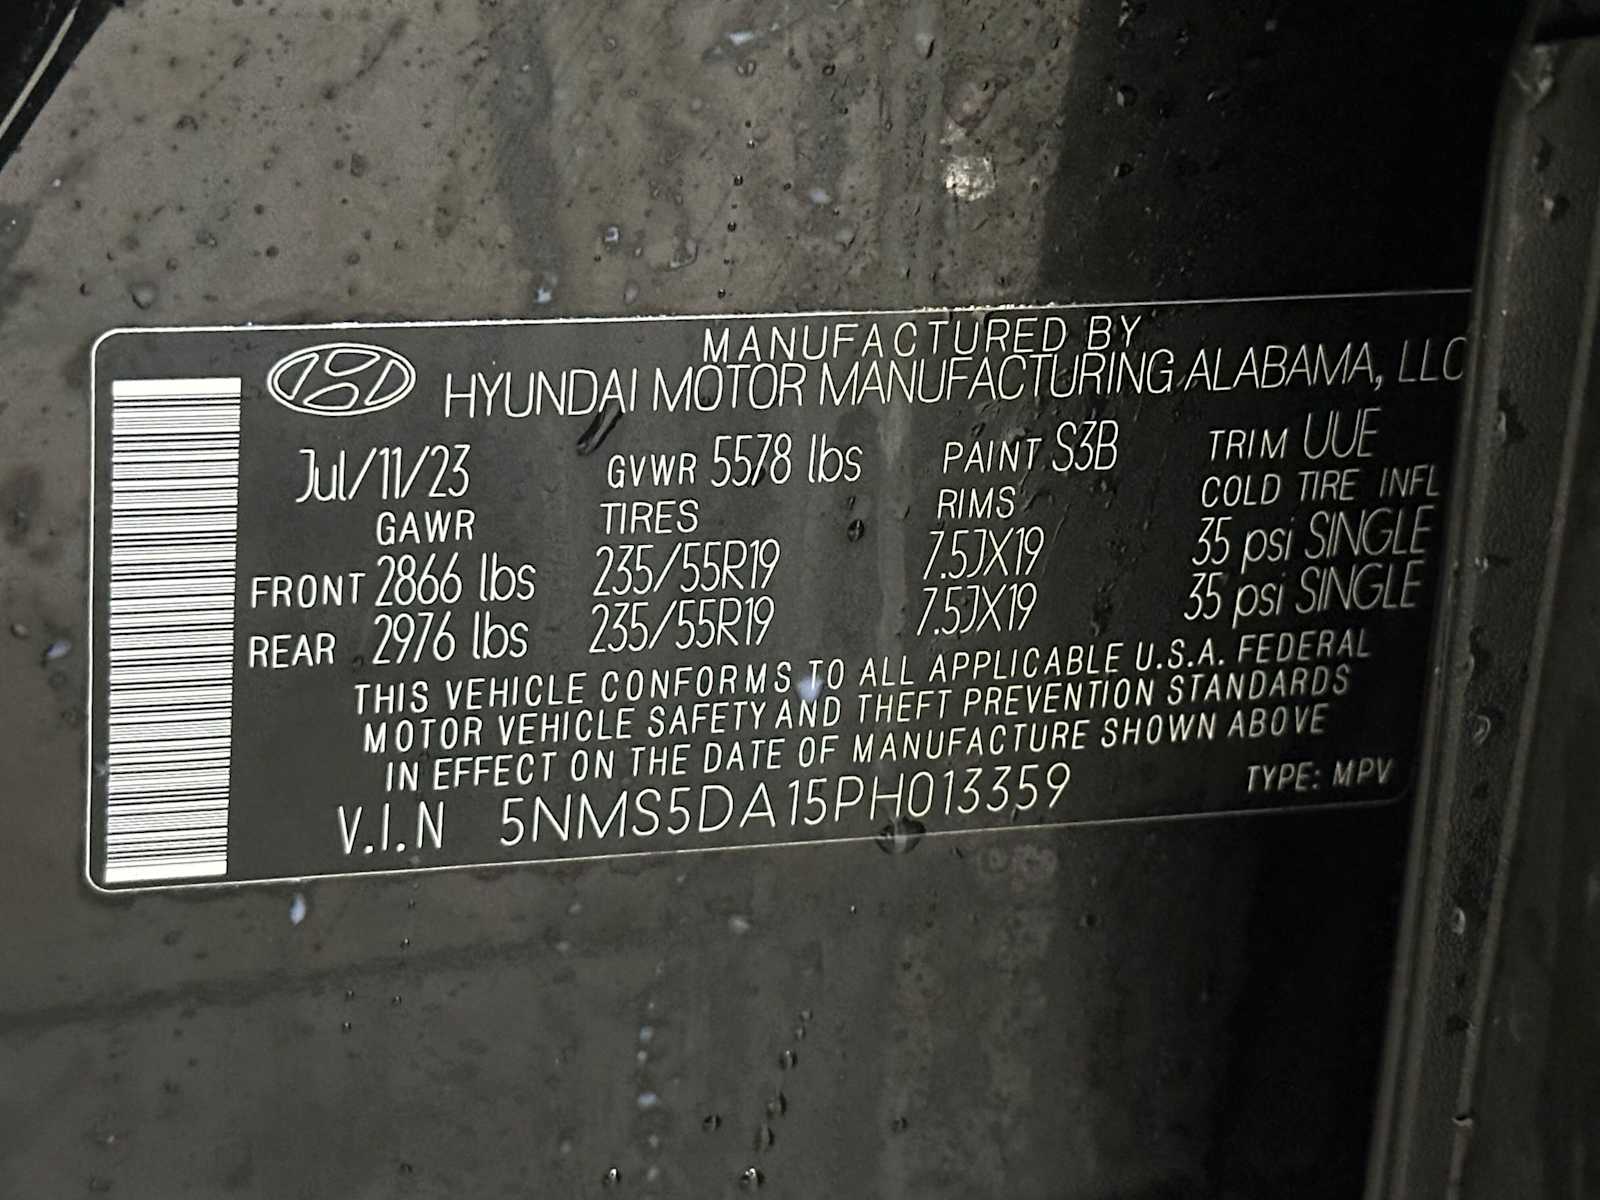 MANUFACTURED BY
HYUNDAI MOTOR MANUFACTURING ALABAMA, LLC
Jul/11/23 GVWR 5578 lbs PAINT S3B TRIM UUE
GAWR TIRES RIMS COLD TIRE INFL
FRONT 2866 lbs 235/55R19 7.5JX19 35 psi SINGLE
REAR 2976 lbs 235/55R19 7.5JX19 35 psi SINGLE
THIS VEHICLE CONFORMS TO ALL APPLICABLE U.S.A. FEDERAL
MOTOR VEHICLE SAFETY AND THEFT PREVENTION STANDARDS
IN EFFECT ON THE DATE OF MANUFACTURE SHOWN ABOVE
V.I.N 5NMS5DA15PH013359 TYPE: MPV